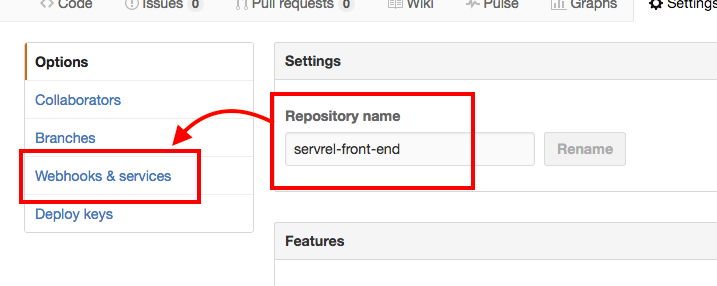 Code Issues 0 Pull requests 0 Wiki Pulse Graphs Settings
Options
Collaborators
Branches
Webhooks & services
Deploy keys
Settings
Repository name
servrel-front-end Rename
Features